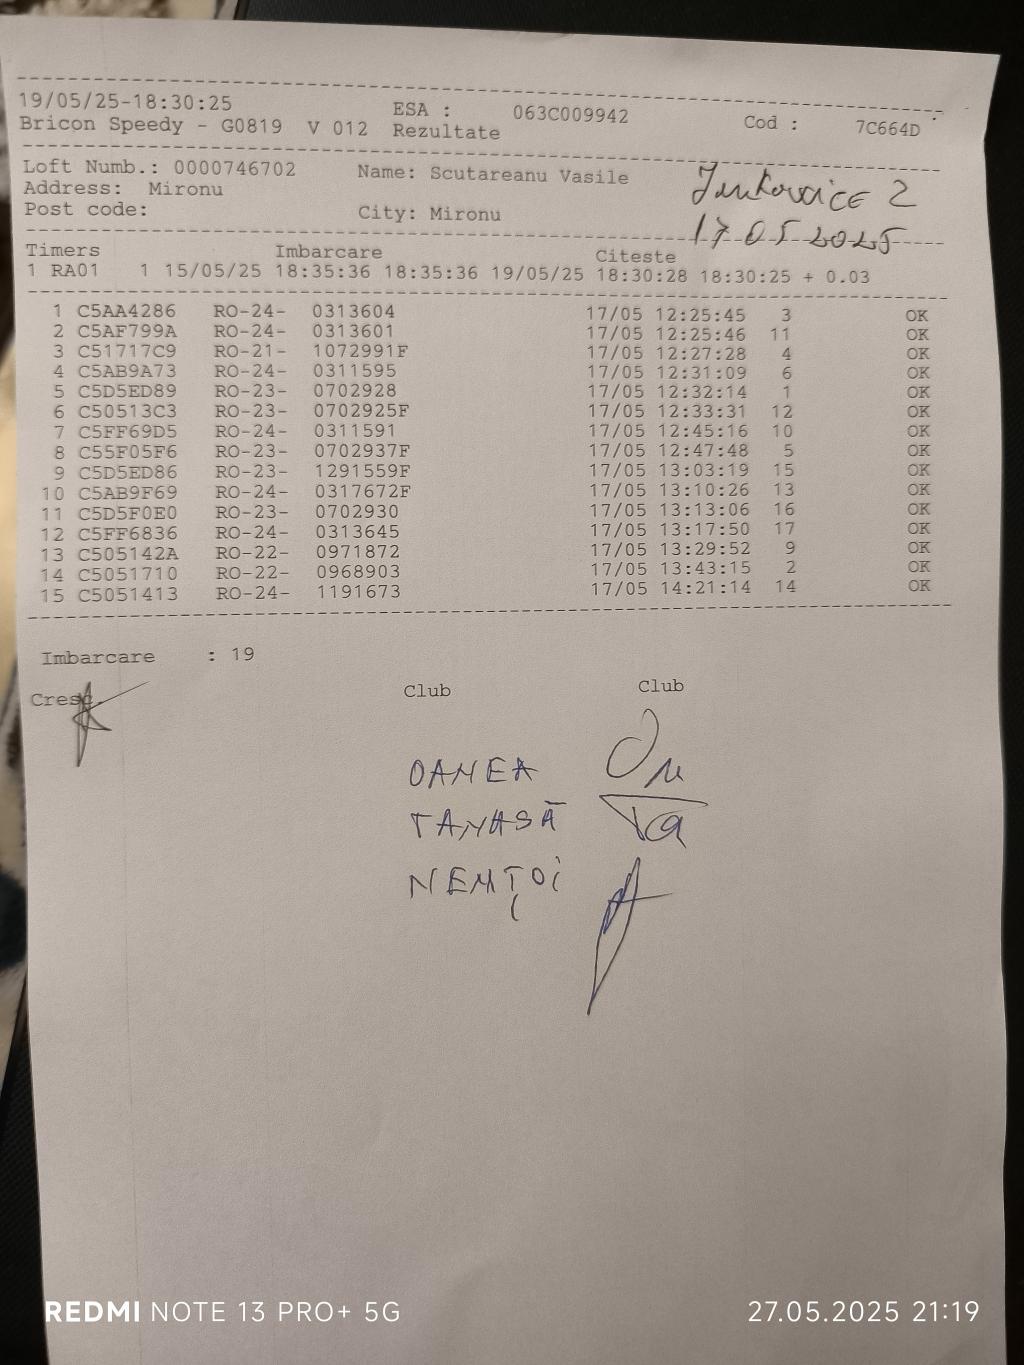 19/05/25-18:30:25 ESA : 063C009942 Cod : 7C664D
Bricon Speedy - G0819 V 012 Rezultate
Loft Numb.: 0000746702 Name: Scutareanu Vasile
Address: Mironu
Post code: City: Mironu
Jankovaice 2
17.05.2025
Timers Imbarcare Citeste
1 RA01 1 15/05/25 18:35:36 18:35:36 19/05/25 18:30:28 18:30:25 + 0.03
1 C5AA4286 RO-24- 0313604 17/05 12:25:45 3 OK
2 C5AF799A RO-24- 0313601 17/05 12:25:46 11 OK
3 C51717C9 RO-21- 1072991F 17/05 12:27:28 4 OK
4 C5AB9A73 RO-24- 0311595 17/05 12:31:09 6 OK
5 C5D5ED89 RO-23- 0702928 17/05 12:32:14 1 OK
6 C50513C3 RO-23- 0702925F 17/05 12:33:31 12 OK
7 C5FF69D5 RO-24- 0311591 17/05 12:45:16 10 OK
8 C55F05F6 RO-23- 0702937F 17/05 12:47:48 5 OK
9 C5D5ED86 RO-23- 1291559F 17/05 13:03:19 15 OK
10 C5AB9F69 RO-24- 0317672F 17/05 13:10:26 13 OK
11 C5D5F0E0 RO-23- 0702930 17/05 13:13:06 16 OK
12 C5FF6836 RO-24- 0313645 17/05 13:17:50 17 OK
13 C505142A RO-22- 0971872 17/05 13:29:52 9 OK
14 C5051710 RO-22- 0968903 17/05 13:43:15 2 OK
15 C5051413 RO-24- 1191673 17/05 14:21:14 14 OK
Imbarcare : 19
Cresc. Club Club
OANEA
TANASĂ
NEMȚOi
REDMI NOTE 13 PRO+ 5G 27.05.2025 21:19